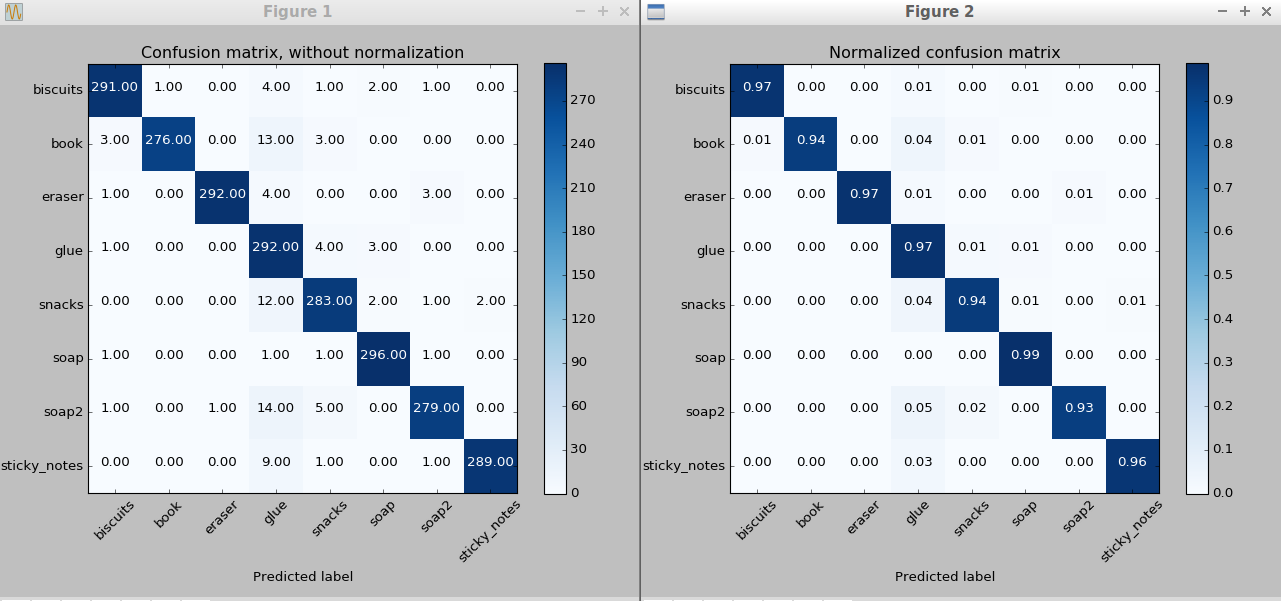 Figure 1
Confusion matrix, without normalization
biscuits 291.00 1.00 0.00 4.00 1.00 2.00 1.00 0.00
book 3.00 276.00 0.00 13.00 3.00 0.00 0.00 0.00
eraser 1.00 0.00 292.00 4.00 0.00 0.00 3.00 0.00
glue 1.00 0.00 0.00 292.00 4.00 3.00 0.00 0.00
snacks 0.00 0.00 0.00 12.00 283.00 2.00 1.00 2.00
soap 1.00 0.00 0.00 1.00 1.00 296.00 1.00 0.00
soap2 1.00 0.00 1.00 14.00 5.00 0.00 279.00 0.00
sticky_notes 0.00 0.00 0.00 9.00 1.00 0.00 1.00 289.00
biscuits book eraser glue snacks soap soap2 sticky_notes
Predicted label
270
240
210
180
150
120
90
60
30
0
Figure 2
Normalized confusion matrix
biscuits 0.97 0.00 0.00 0.01 0.00 0.01 0.00 0.00
book 0.01 0.94 0.00 0.04 0.01 0.00 0.00 0.00
eraser 0.00 0.00 0.97 0.01 0.00 0.01 0.01 0.00
glue 0.00 0.00 0.00 0.97 0.01 0.01 0.00 0.00
snacks 0.00 0.00 0.00 0.04 0.94 0.01 0.00 0.01
soap 0.00 0.00 0.00 0.00 0.00 0.99 0.00 0.00
soap2 0.00 0.00 0.00 0.05 0.02 0.00 0.93 0.00
sticky_notes 0.00 0.00 0.00 0.03 0.00 0.00 0.00 0.96
biscuits book eraser glue snacks soap soap2 sticky_notes
Predicted label
0.9
0.8
0.7
0.6
0.5
0.4
0.3
0.2
0.1
0.0